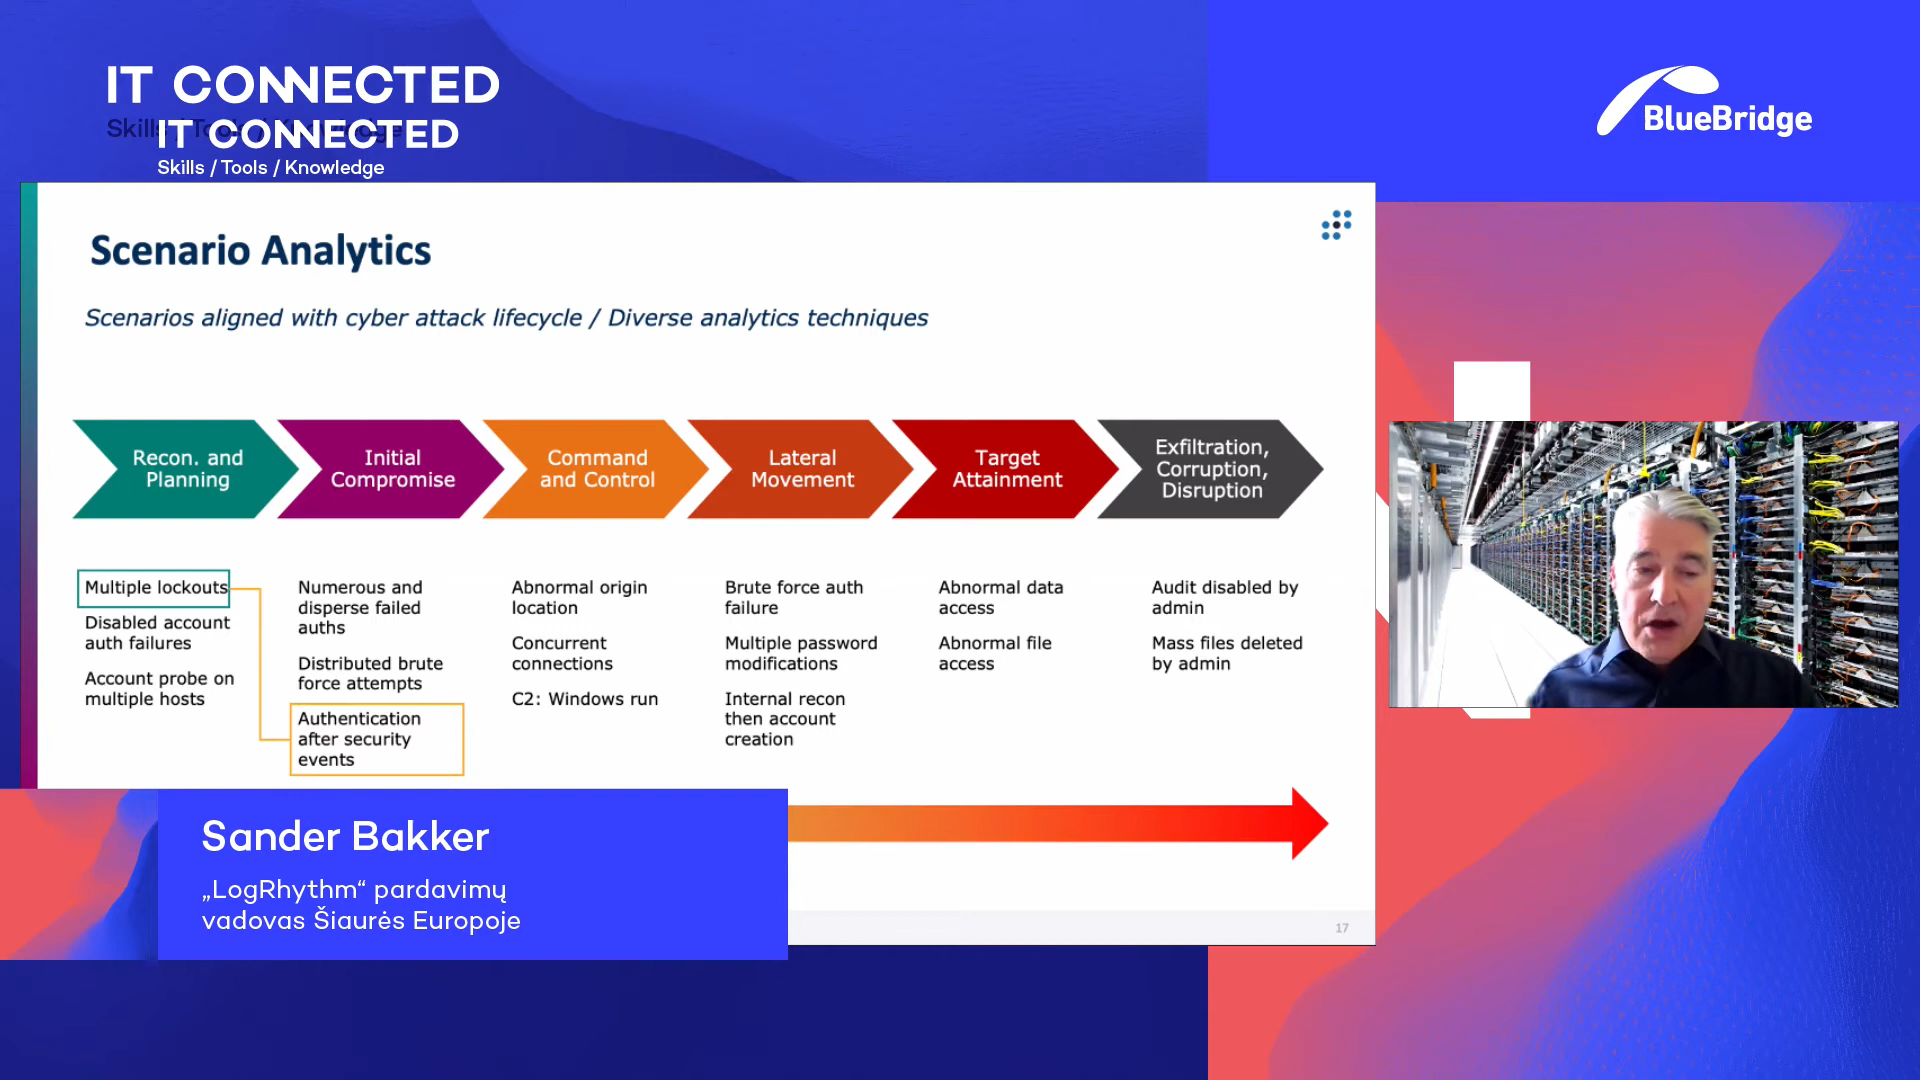 IT CONNECTED
Skills / Tools / Knowledge
IT CONNECTED
Skills / Tools / Knowledge
BlueBridge
Scenario Analytics
Scenarios aligned with cyber attack lifecycle / Diverse analytics techniques
Recon. and
Planning
Initial
Compromise
Command
and Control
Lateral
Movement
Target
Attainment
Exfiltration,
Corruption,
Disruption
Multiple lockouts
Disabled account
auth failures
Account probe on
multiple hosts
Numerous and
disperse failed
auths
Distributed brute
force attempts
Authentication
after security
events
Abnormal origin
location
Concurrent
connections
C2: Windows run
Brute force auth
failure
Multiple password
modifications
Internal recon
then account
creation
Abnormal data
access
Abnormal file
access
Audit disabled by
admin
Mass files deleted
by admin
Sander Bakker
„LogRhythm“ pardavimų
vadovas Šiaurės Europoje
17